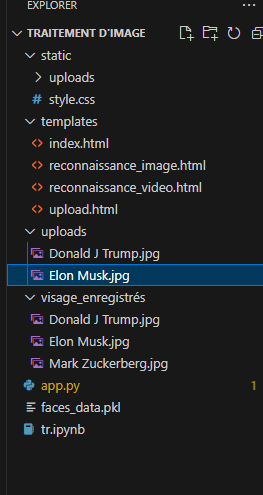 EXPLORER
TRAITEMENT D'IMAGE
static
uploads
# style.css
templates
<> index.html
<> reconnaissance_image.html
<> reconnaissance_video.html
<> upload.html
uploads
Donald J Trump.jpg
Elon Musk.jpg
visage_enregistrés
Donald J Trump.jpg
Elon Musk.jpg
Mark Zuckerberg.jpg
app.py 1
faces_data.pkl
tr.ipynb